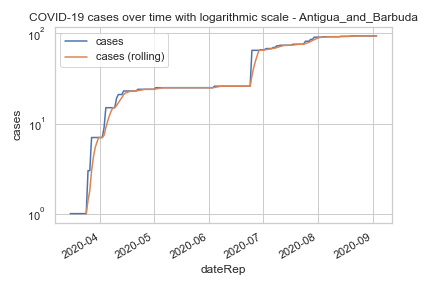 COVID-19 cases over time with logarithmic scale - Antigua_and_Barbuda
cases
cases (rolling)
10²
10¹
10⁰
cases
2020-04
2020-05
2020-06
2020-07
2020-08
2020-09
dateRep